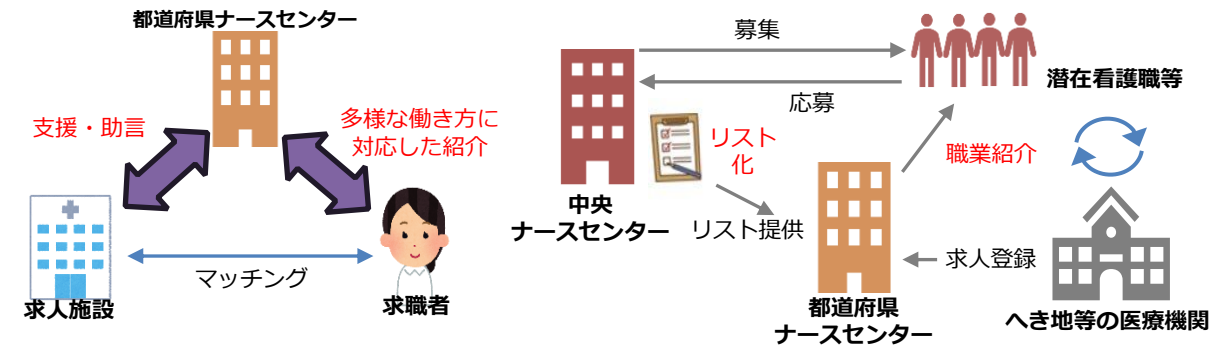 都道府県ナースセンター
支援・助言
多様な働き方に
対応した紹介
マッチング
求人施設
求職者
募集
応募
潜在看護職等
リスト
化
職業紹介
中央
ナースセンター
リスト提供
求人登録
都道府県
ナースセンター
へき地等の医療機関